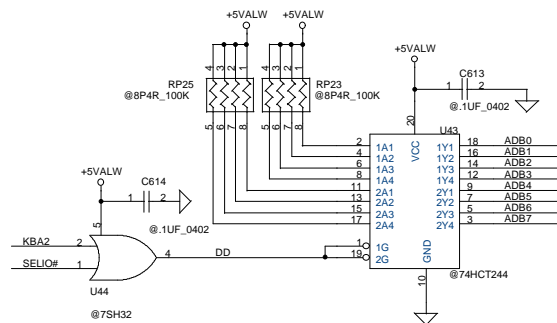 +5VALW +5VALW
+5VALW
4 3 2 1 4 3 2 1
RP25 RP23
@8P4R_100K @8P4R_100K
5 6 7 8 5 6 7 8
C613
1 2
@.1UF_0402
20
U43
VCC
2 1A1 1Y1 18 ADB0
4 1A2 1Y2 16 ADB1
6 1A3 1Y3 14 ADB2
8 1A4 1Y4 12 ADB3
11 2A1 2Y1 9 ADB4
13 2A2 2Y2 7 ADB5
15 2A3 2Y3 5 ADB6
17 2A4 2Y4 3 ADB7
1 1G
19 2G
GND
10
@74HCT244
+5VALW
C614
1 2
@.1UF_0402
5
KBA2 2
SELIO# 1
4 DD
U44
@7SH32